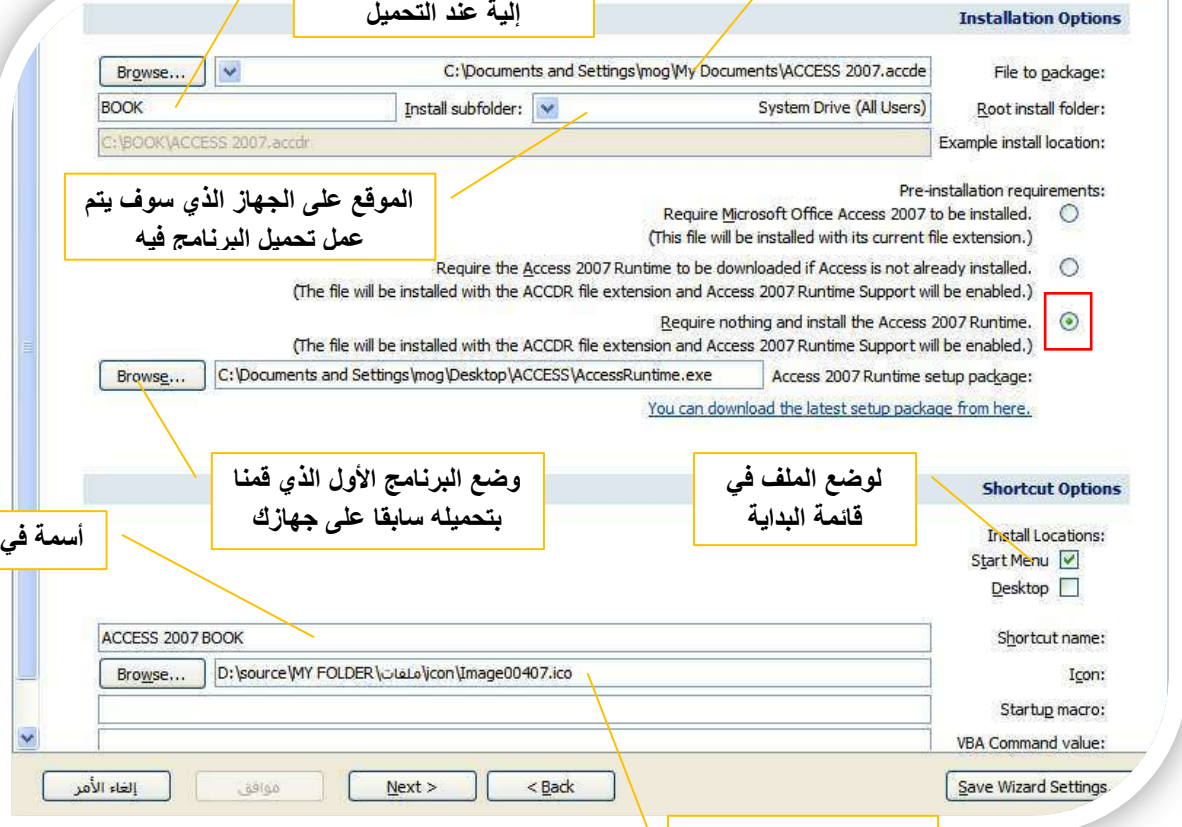 إلية عند التحميل
Installation Options
File to package: C:\Documents and Settings\mog\My Documents\ACCESS 2007.accde Browse...
Root install folder: System Drive (All Users) Install subfolder: BOOK
Example install location: C:\BOOK\ACCESS 2007.accdr
الموقع على الجهاز الذي سوف يتم
عمل تحميل البرنامج فيه
Pre-installation requirements:
Require Microsoft Office Access 2007 to be installed.
(This file will be installed with its current file extension.)
Require the Access 2007 Runtime to be downloaded if Access is not already installed.
(The file will be installed with the ACCDR file extension and Access 2007 Runtime Support will be enabled.)
Require nothing and install the Access 2007 Runtime.
(The file will be installed with the ACCDR file extension and Access 2007 Runtime Support will be enabled.)
Access 2007 Runtime setup package: C:\Documents and Settings\mog\Desktop\ACCESS\AccessRuntime.exe Browse...
You can download the latest setup package from here.
لوضع الملف في
قائمة البداية
وضع البرنامج الأول الذي قمنا
بتحميله سابقا على جهازك
Shortcut Options
أسمة في
Install Locations:
Start Menu
Desktop
Shortcut name: ACCESS 2007 BOOK
Icon: D:\source\MY FOLDER\ملفات\icon\Image00407.ico Browse...
Startup macro:
VBA Command value:
Save Wizard Settings
< Back
Next >
موافق
إلغاء الأمر